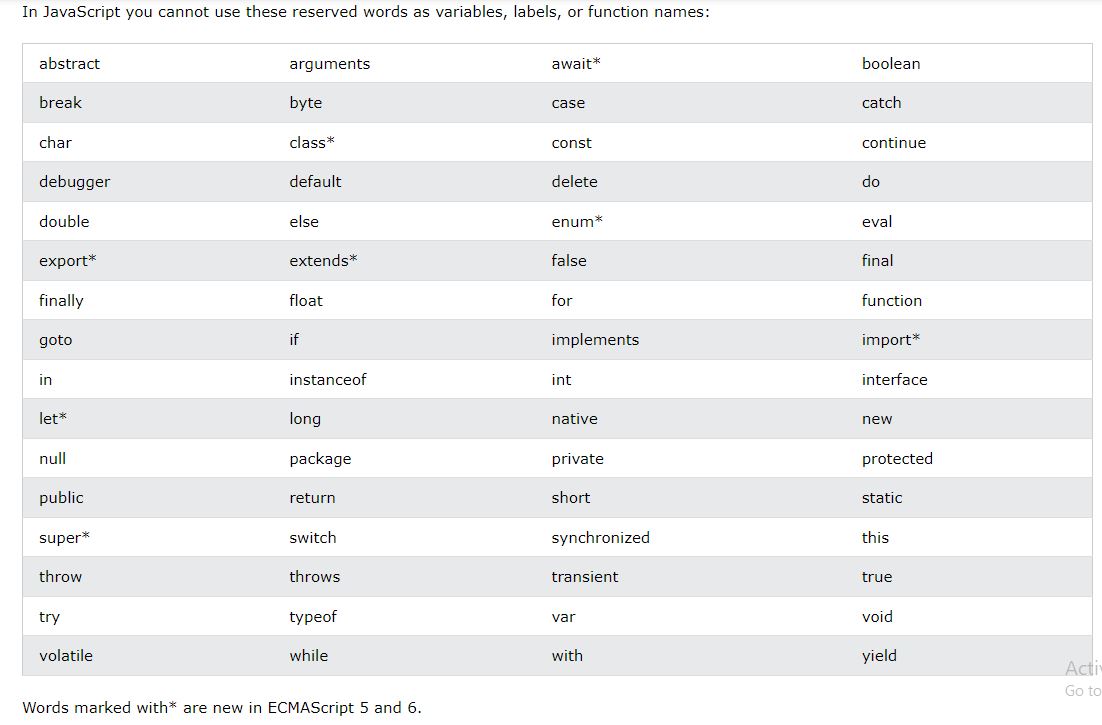 In JavaScript you cannot use these reserved words as variables, labels, or function names:
abstract arguments await* boolean
break byte case catch
char class* const continue
debugger default delete do
double else enum* eval
export* extends* false final
finally float for function
goto if implements import*
in instanceof int interface
let* long native new
null package private protected
public return short static
super* switch synchronized this
throw throws transient true
try typeof var void
volatile while with yield
Activ
Go to
Words marked with* are new in ECMAScript 5 and 6.